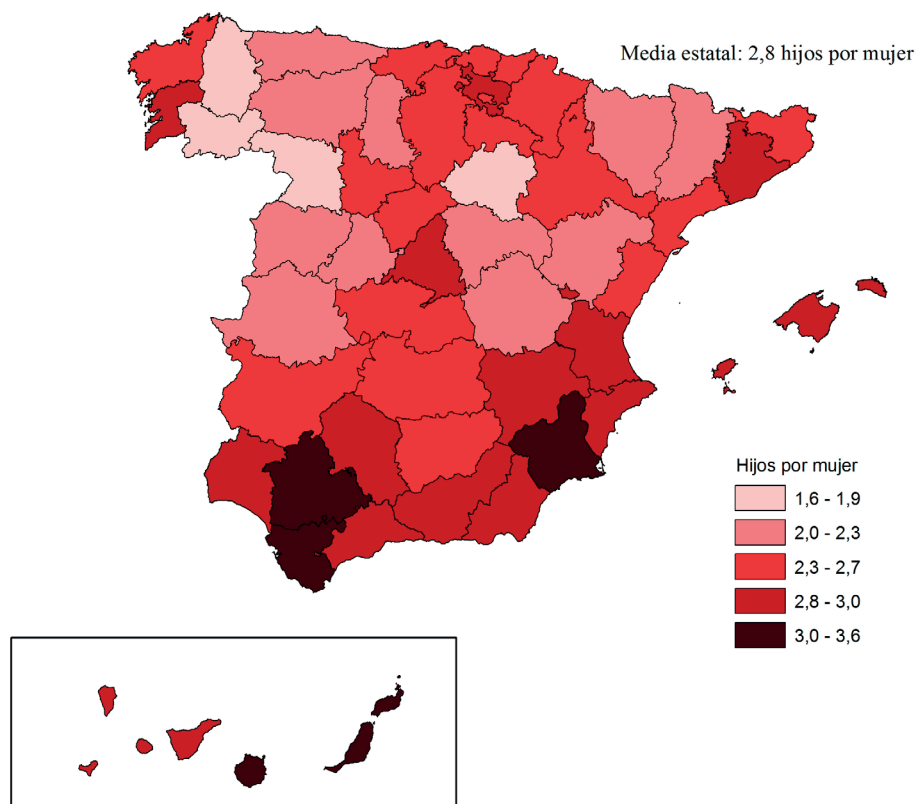 Media estatal: 2,8 hijos por mujer
Hijos por mujer
1,6 - 1,9
2,0 - 2,3
2,3 - 2,7
2,8 - 3,0
3,0 - 3,6